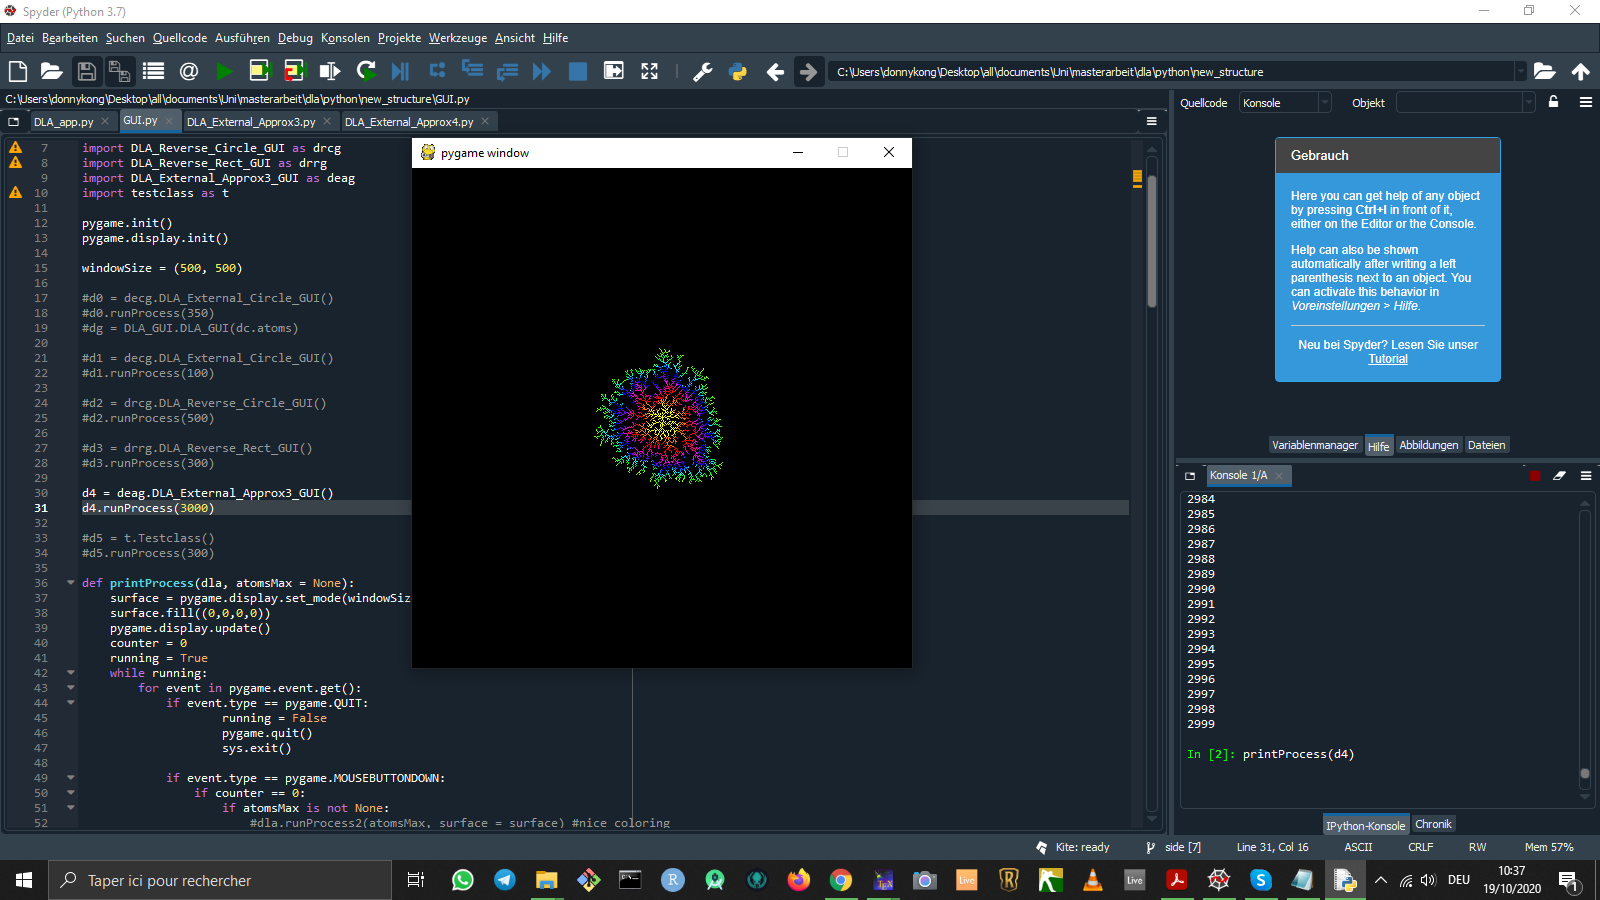 Spyder (Python 3.7)
Datei Bearbeiten Suchen Quellcode Ausführen Debug Konsolen Projekte Werkzeuge Ansicht Hilfe
C:\Users\donnykong\Desktop\all\documents\Uni\masterarbeit\dla\python\new_structure
C:\Users\donnykong\Desktop\all\documents\Uni\masterarbeit\dla\python\new_structure\GUI.py
DLA_app.py GUI.py DLA_External_Approx3.py DLA_External_Approx4.py
7 import DLA_Reverse_Circle_GUI as drcg
8 import DLA_Reverse_Rect_GUI as drrg
9 import DLA_External_Approx3_GUI as deag
10 import testclass as t
11
12 pygame.init()
13 pygame.display.init()
14
15 windowSize = (500, 500)
16
17 #d0 = decg.DLA_External_Circle_GUI()
18 #d0.runProcess(350)
19 #dg = DLA_GUI.DLA_GUI(dc.atoms)
20
21 #d1 = decg.DLA_External_Circle_GUI()
22 #d1.runProcess(100)
23
24 #d2 = drcg.DLA_Reverse_Circle_GUI()
25 #d2.runProcess(500)
26
27 #d3 = drrg.DLA_Reverse_Rect_GUI()
28 #d3.runProcess(300)
29
30 d4 = deag.DLA_External_Approx3_GUI()
31 d4.runProcess(3000)
32
33 #d5 = t.Testclass()
34 #d5.runProcess(300)
35
36 def printProcess(dla, atomsMax = None):
37 surface = pygame.display.set_mode(windowSiz
38 surface.fill((0,0,0,0))
39 pygame.display.update()
40 counter = 0
41 running = True
42 while running:
43 for event in pygame.event.get():
44 if event.type == pygame.QUIT:
45 running = False
46 pygame.quit()
47 sys.exit()
48
49 if event.type == pygame.MOUSEBUTTONDOWN:
50 if counter == 0:
51 if atomsMax is not None:
52 #dla.runProcess2(atomsMax, surface = surface) #nice coloring
pygame window
Quellcode Konsole Objekt
Gebrauch
Here you can get help of any object
by pressing Ctrl+I in front of it,
either on the Editor or the Console.
Help can also be shown
automatically after writing a left
parenthesis next to an object. You
can activate this behavior in
Voreinstellungen > Hilfe.
Neu bei Spyder? Lesen Sie unser
Tutorial
Variablenmanager Hilfe Abbildungen Dateien
Konsole 1/A
2984
2985
2986
2987
2988
2989
2990
2991
2992
2993
2994
2995
2996
2997
2998
2999
In [2]: printProcess(d4)
IPython-Konsole Chronik
Kite: ready side [7] Line 31, Col 16 ASCII CRLF RW Mem 57%
Taper ici pour rechercher
R
Live
Live
DEU
10:37
19/10/2020
1